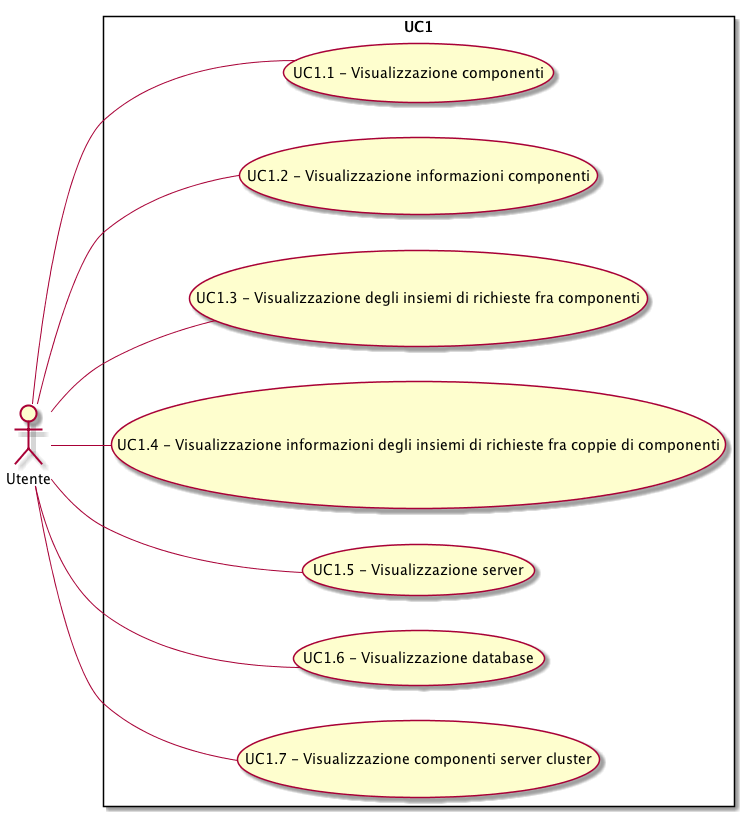 UC1
UC1.1 – Visualizzazione componenti
UC1.2 – Visualizzazione informazioni componenti
UC1.3 – Visualizzazione degli insiemi di richieste fra componenti
UC1.4 – Visualizzazione informazioni degli insiemi di richieste fra coppie di componenti
Utente
UC1.5 – Visualizzazione server
UC1.6 – Visualizzazione database
UC1.7 – Visualizzazione componenti server cluster